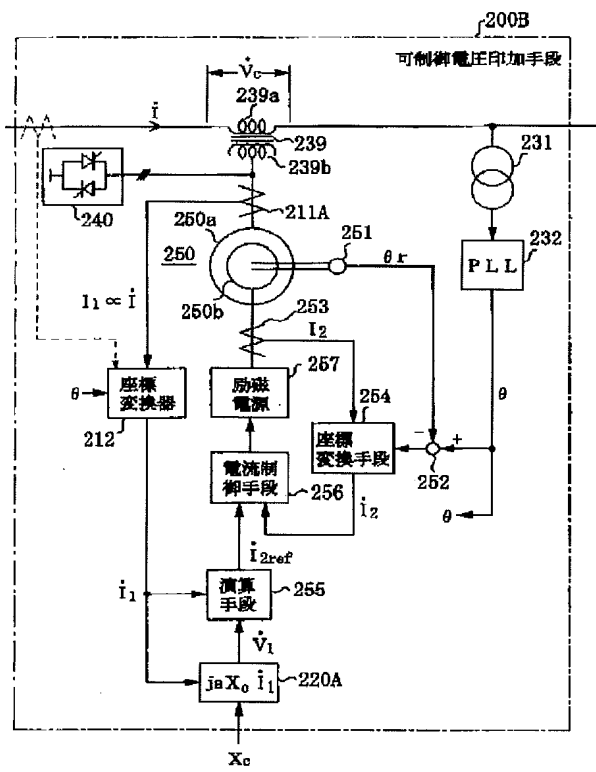 200B
可制御電圧印加手段
V̇c
239a
İ
239
239b
231
240
211A
250a
250
251
θr
PLL
232
I₁ ∝ İ
250b
253
I₂
257
励磁
電源
254
θ
θ
座標
変換器
212
座標
変換手段
−
+
252
電流制
御手段
256
İ₂
θ
İ₂ref
İ₁
演算
手段
255
V̇₁
jaXc İ₁
220A
Xc